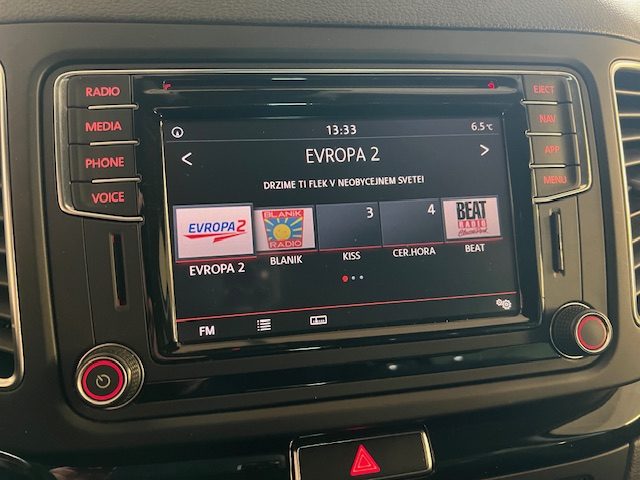 RADIO
MEDIA
PHONE
VOICE
EJECT
NAV
APP
MENU
13:33
6.5°C
< EVROPA 2 >
DRZIME TI FLEK V NEOBYCEJNEM SVETE!
EVROPA 2
BLANIK RADIO
3
4
BEAT RADIO
EVROPA 2
BLANIK
KISS
CER.HORA
BEAT
FM